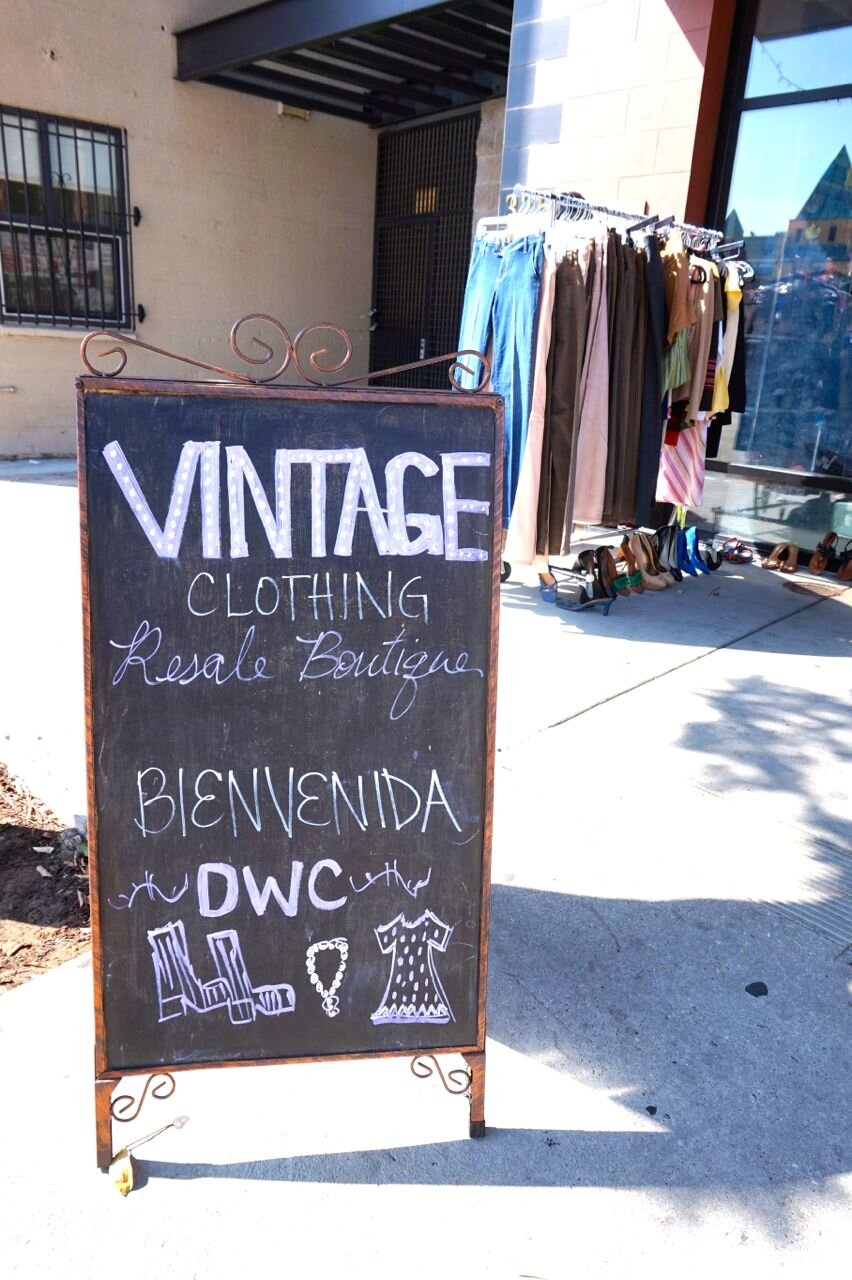 VINTAGE
CLOTHING
Resale Boutique
BIENVENIDA
DWC